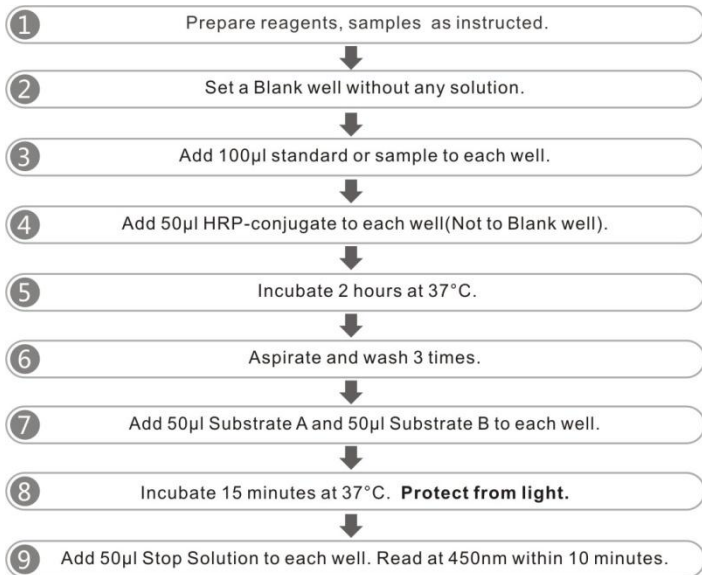 1 Prepare reagents, samples as instructed.
2 Set a Blank well without any solution.
3 Add 100μl standard or sample to each well.
4 Add 50μl HRP-conjugate to each well(Not to Blank well).
5 Incubate 2 hours at 37°C.
6 Aspirate and wash 3 times.
7 Add 50μl Substrate A and 50μl Substrate B to each well.
8 Incubate 15 minutes at 37°C. Protect from light.
9 Add 50μl Stop Solution to each well. Read at 450nm within 10 minutes.